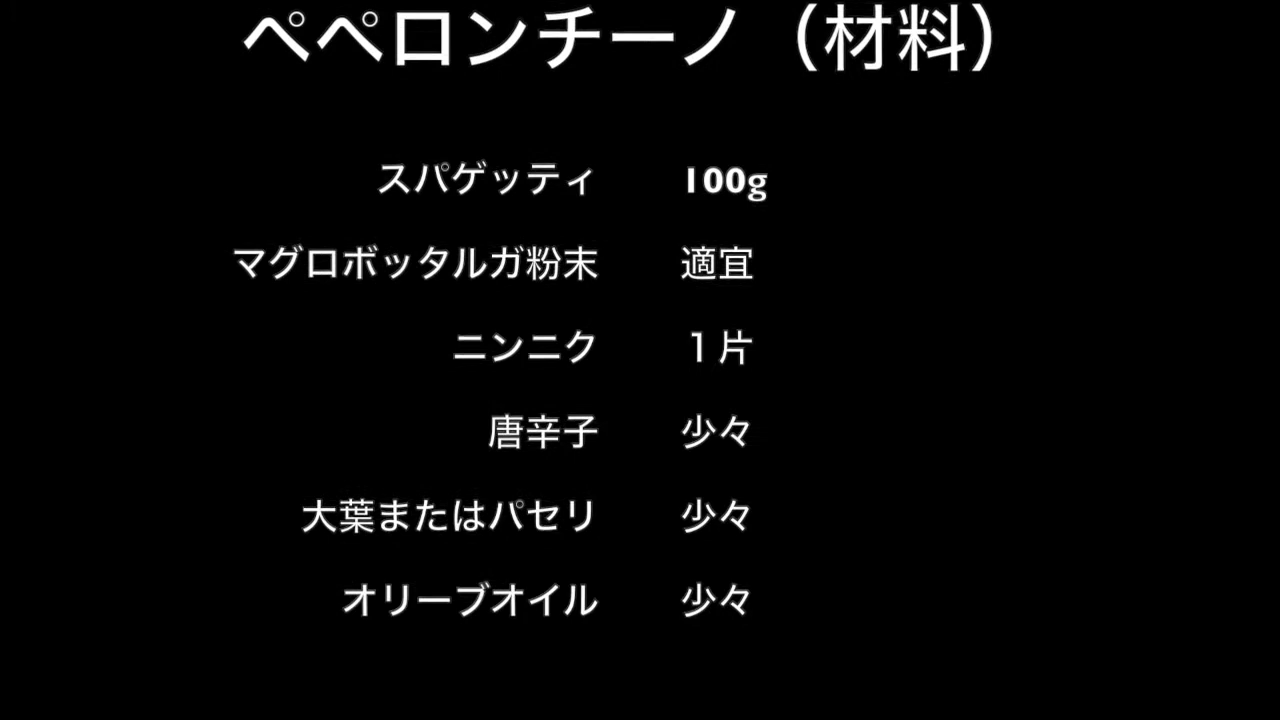 ペペロンチーノ（材料）
スパゲッティ 100g
マグロボッタルガ粉末 適宜
ニンニク １片
唐辛子 少々
大葉またはパセリ 少々
オリーブオイル 少々